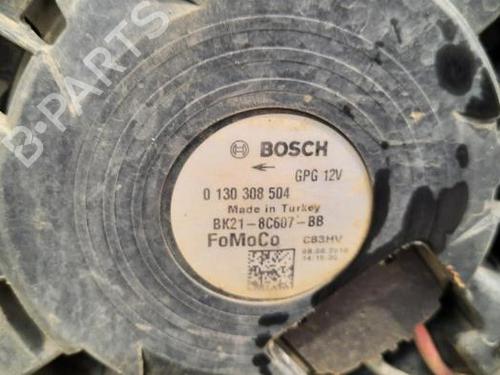 B-PARTS
BOSCH
GPG 12V
0 130 308 504
Made in Turkey
BK21-8C607-BB
FoMoCo
C83HV